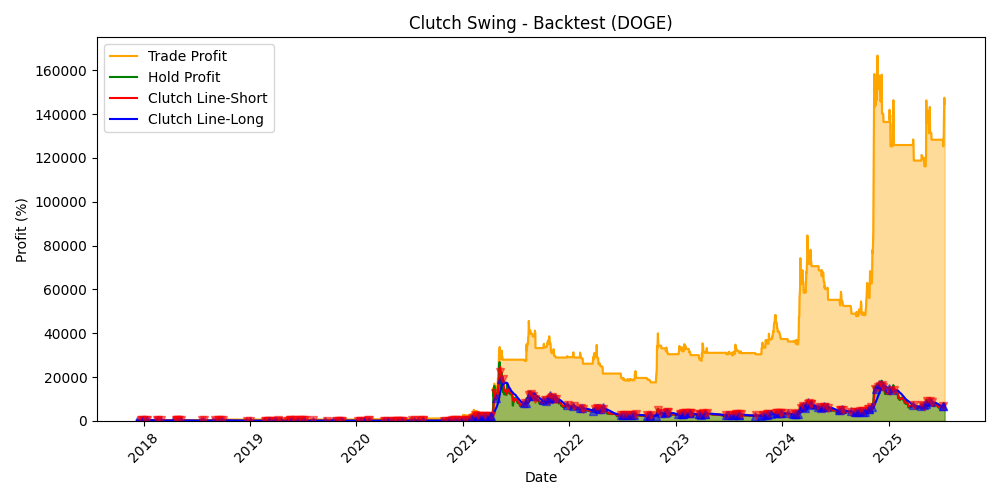 Clutch Swing - Backtest (DOGE)
Trade Profit
Hold Profit
Clutch Line-Short
Clutch Line-Long
Profit (%)
160000
140000
120000
100000
80000
60000
40000
20000
0
2018
2019
2020
2021
2022
2023
2024
2025
Date